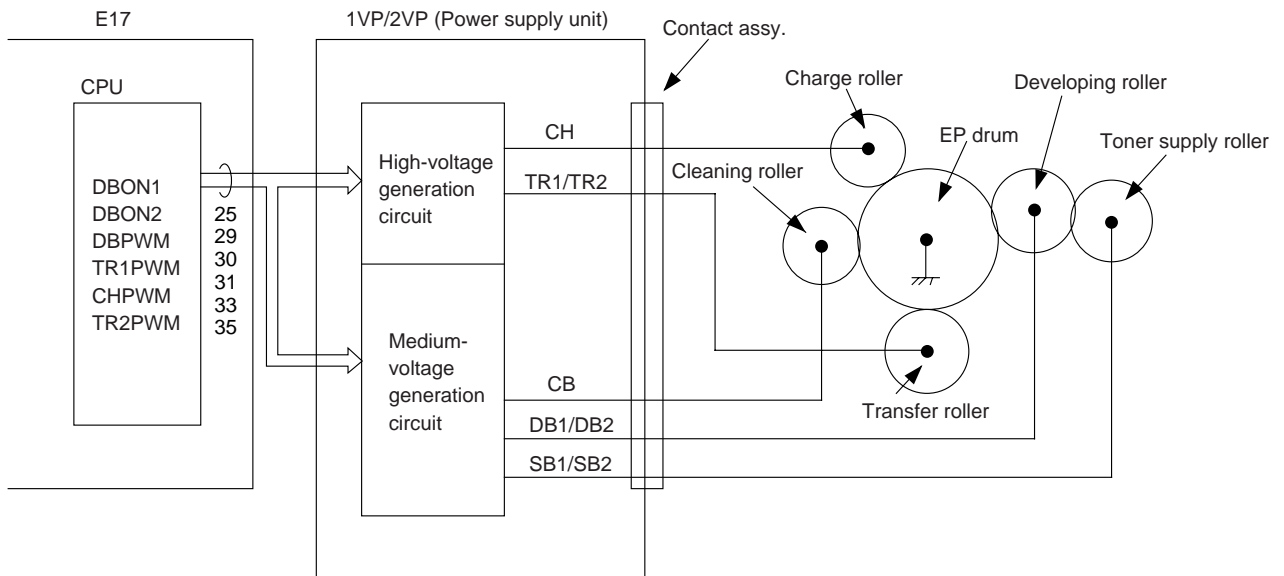 E17
1VP/2VP (Power supply unit)
Contact assy.
CPU
DBON1
DBON2
DBPWM
TR1PWM
CHPWM
TR2PWM
25
29
30
31
33
35
High-voltage
generation
circuit
Medium-
voltage
generation
circuit
CH
TR1/TR2
CB
DB1/DB2
SB1/SB2
Charge roller
Developing roller
EP drum
Toner supply roller
Cleaning roller
Transfer roller